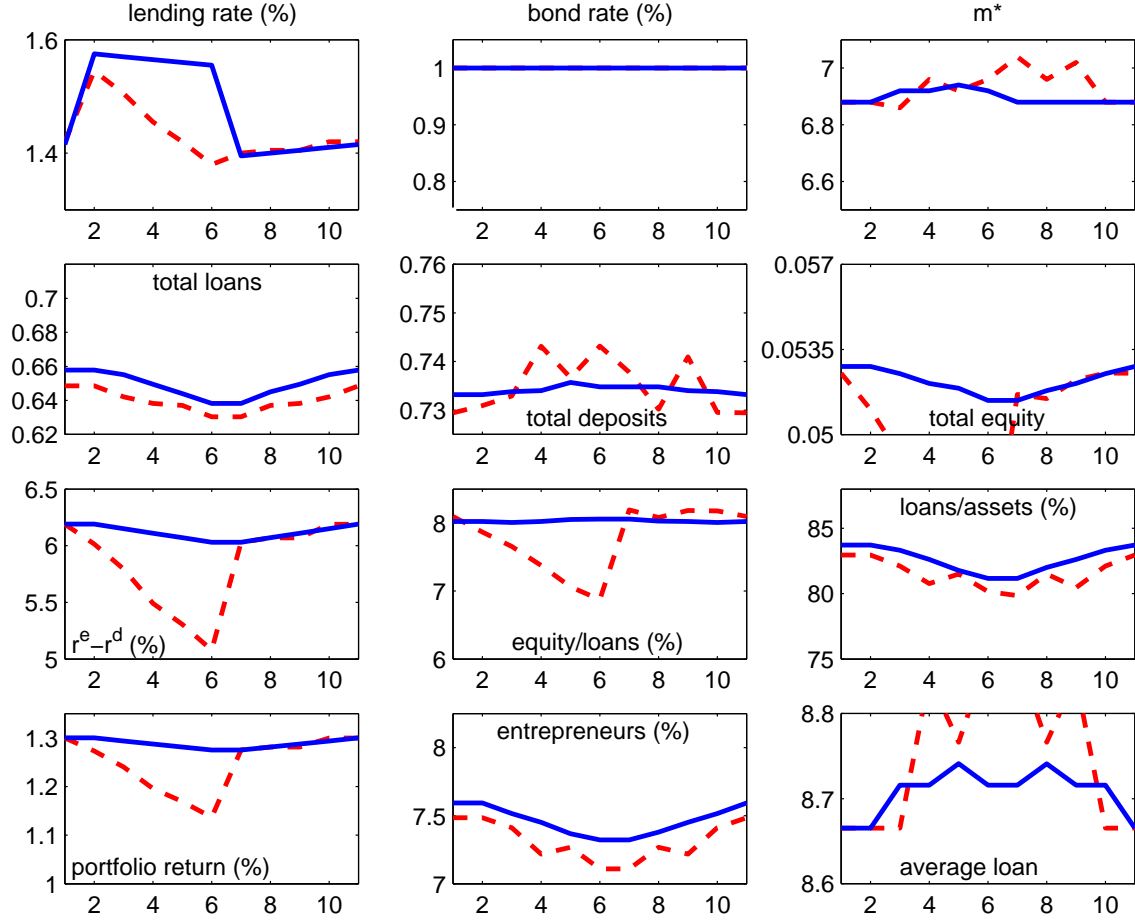 lending rate (%)
bond rate (%)
m*
1.6
1.4
2 4 6 8 10
1
0.9
0.8
2 4 6 8 10
7
6.8
6.6
2 4 6 8 10
total loans
0.7
0.68
0.66
0.64
0.62
2 4 6 8 10
0.76
0.75
0.74
0.73
total deposits
2 4 6 8 10
0.057
0.0535
0.05
total equity
2 4 6 8 10
6.5
6
5.5
5
r^e−r^d (%)
2 4 6 8 10
8
7
6
equity/loans (%)
2 4 6 8 10
loans/assets (%)
85
80
75
2 4 6 8 10
1.3
1.2
1.1
1
portfolio return (%)
2 4 6 8 10
entrepreneurs (%)
8
7.5
7
2 4 6 8 10
8.8
8.7
8.6
average loan
2 4 6 8 10